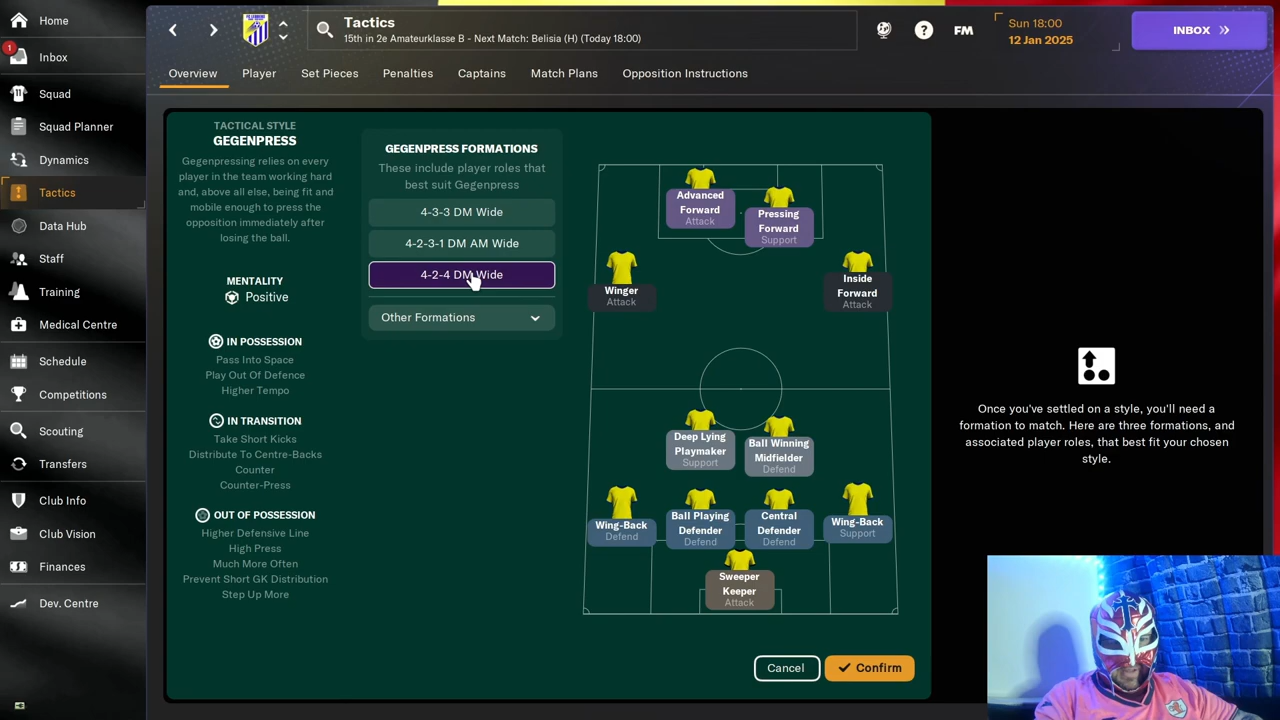 Home
Tactics
15th in 2e Amateurklasse B - Next Match: Belisia (H) (Today 18:00)
?
FM
Sun 18:00
12 Jan 2025
INBOX
1
Inbox
Squad
Squad Planner
Dynamics
Tactics
Data Hub
Staff
Training
Medical Centre
Schedule
Competitions
Scouting
Transfers
Club Info
ClubVision
Finances
Dev. Centre
Overview
Player
Set Pieces
Penalties
Captains
Match Plans
Opposition Instructions
TACTICAL STYLE
GEGENPRESS
Gegenpressing relies on every
player in the team working hard
and, above all else, being fit and
mobile enough to press the
opposition immediately after
losing the ball.
MENTALITY
Positive
IN POSSESSION
Pass Into Space
Play Out Of Defence
Higher Tempo
IN TRANSITION
Take Short Kicks
Distribute To Centre-Backs
Counter
Counter-Press
OUT OF POSSESSION
Higher Defensive Line
High Press
Much More Often
Prevent Short GK Distribution
Step Up More
GEGENPRESS FORMATIONS
These include player roles that
best suit Gegenpress
4-3-3 DM Wide
4-2-3-1 DM AM Wide
4-2-4 DM Wide
Other Formations
Advanced
Forward
Attack
Pressing
Forward
Support
Winger
Attack
Inside
Forward
Attack
Deep Lying
Playmaker
Support
Ball Winning
Midfielder
Defend
Wing-Back
Defend
Ball Playing
Defender
Defend
Central
Defender
Defend
Wing-Back
Support
Sweeper
Keeper
Attack
Cancel
Confirm
Once you've settled on a style, you'll need a
formation to match. Here are three formations, and
associated player roles, that best fit your chosen
style.